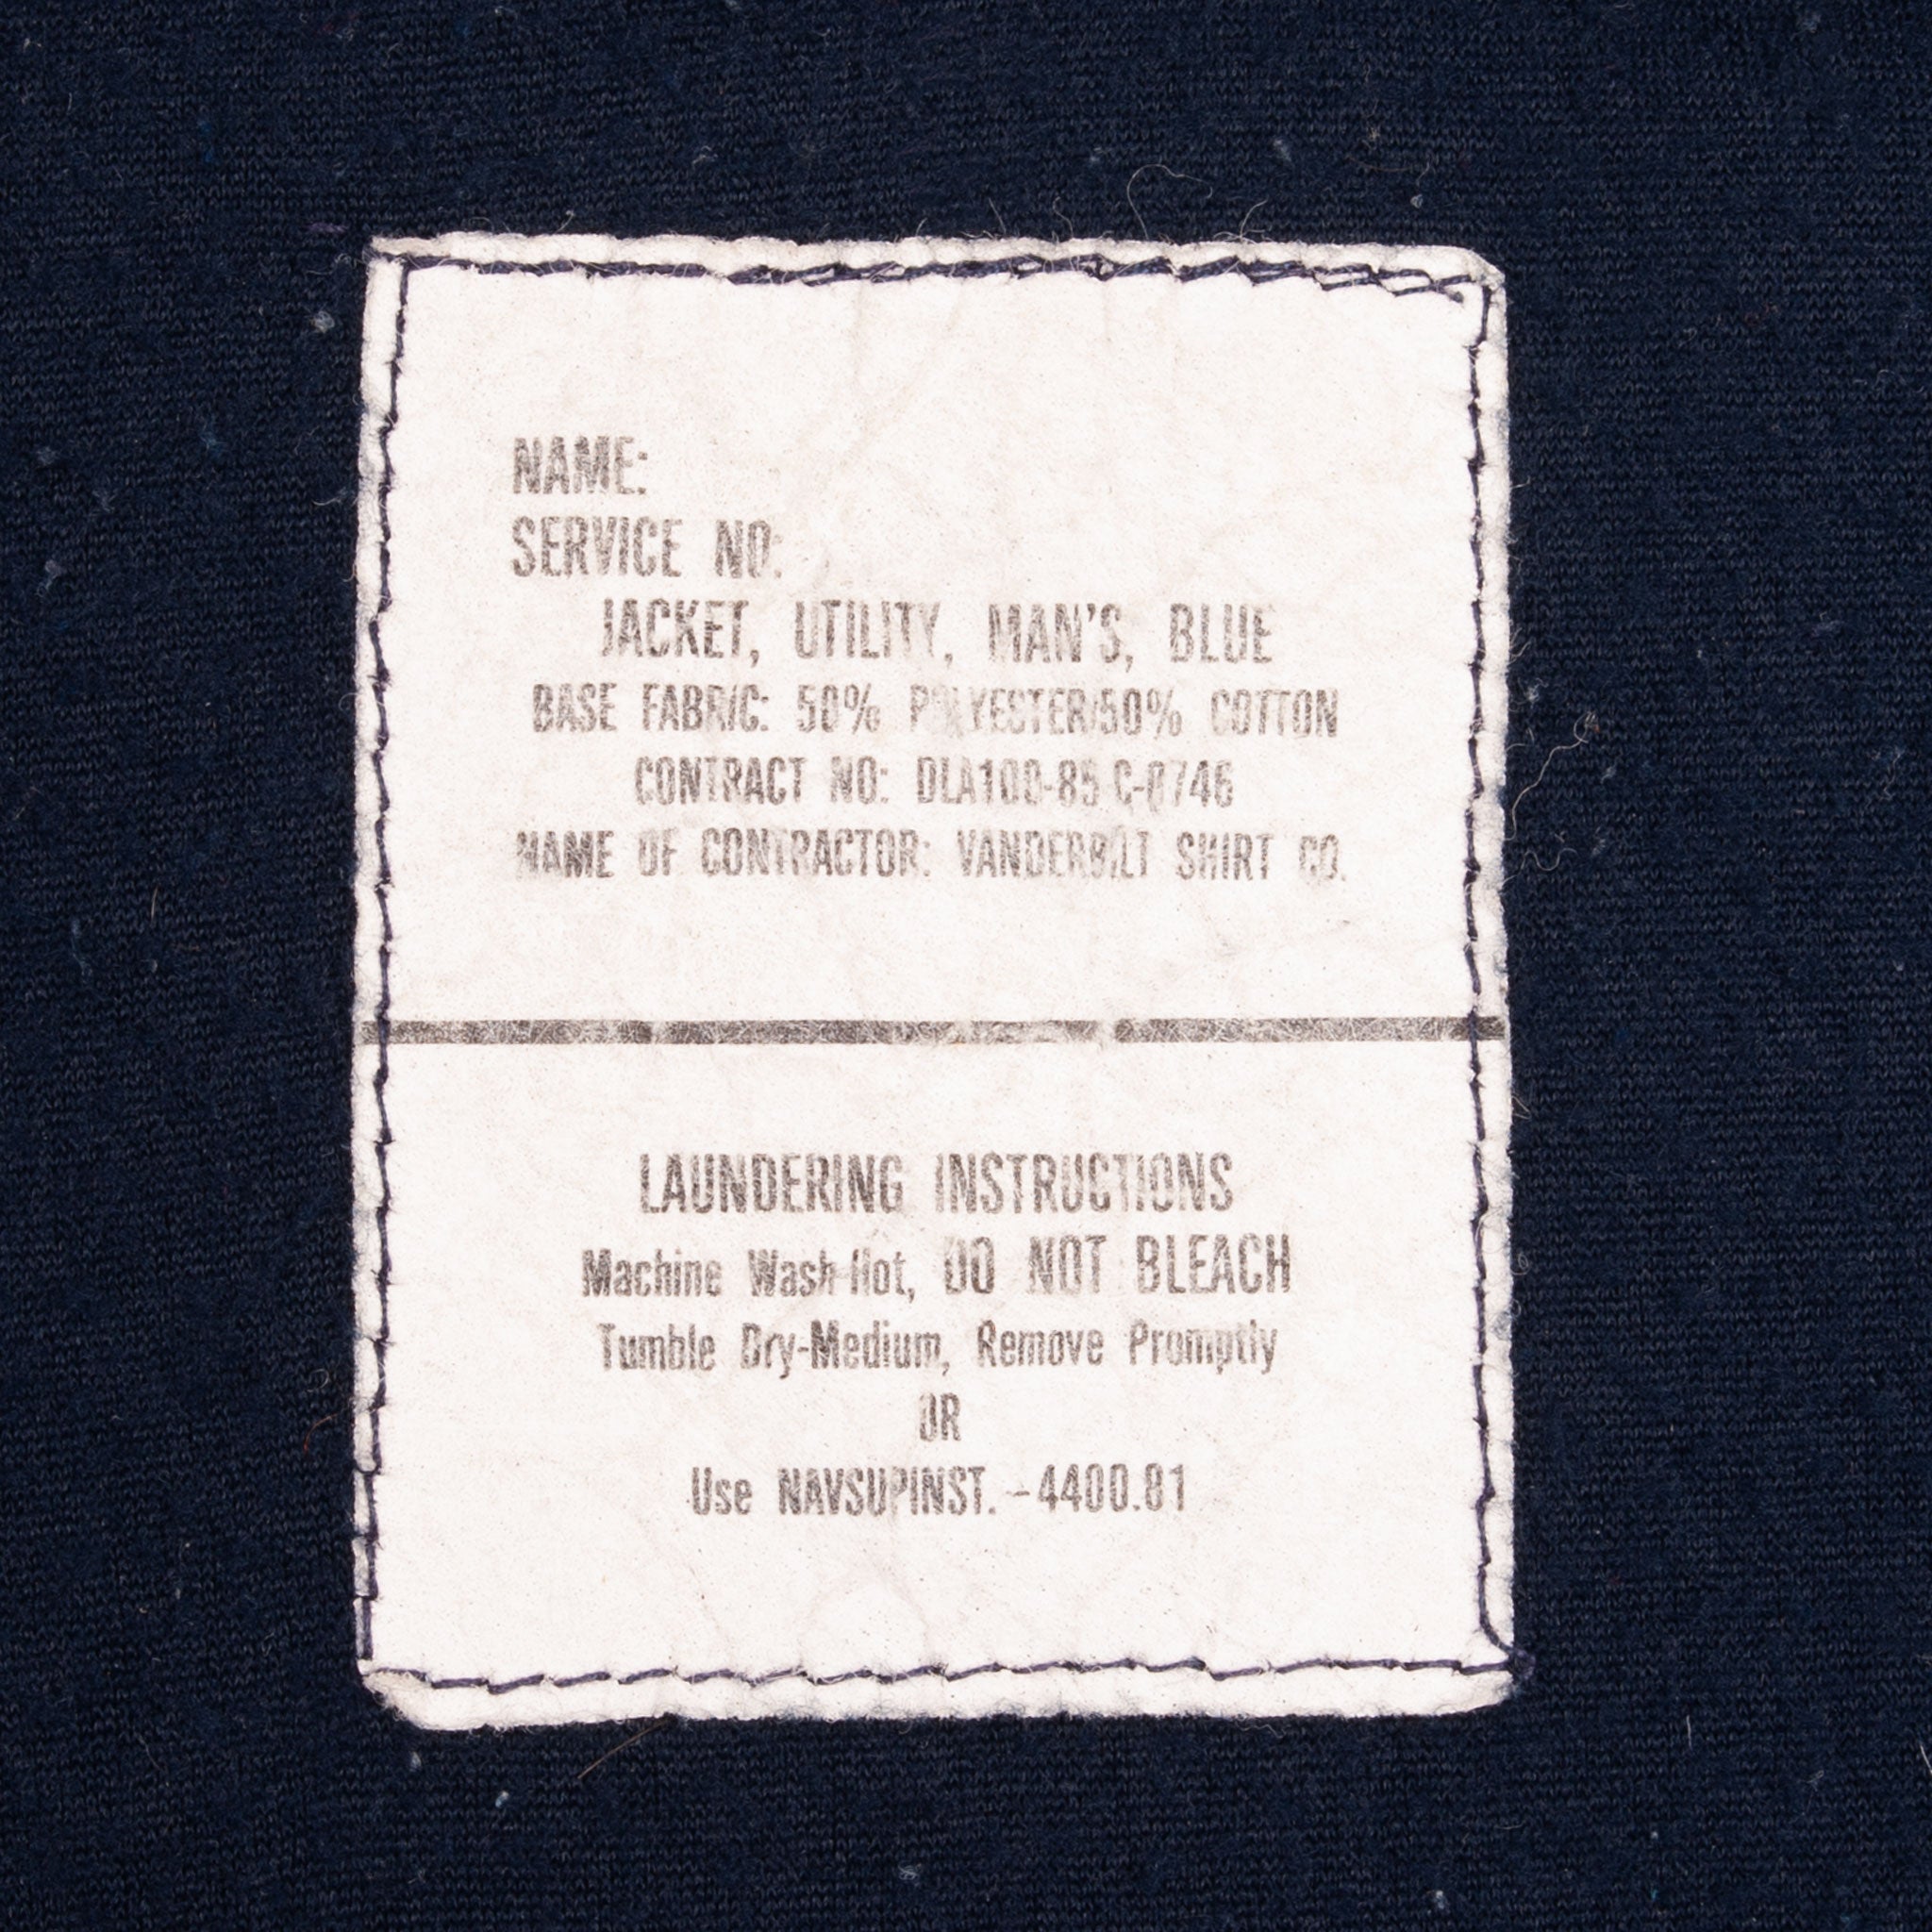 NAME:
SERVICE NO:
JACKET, UTILITY, MAN'S, BLUE
BASE FABRIC: 50% POLYESTER/50% COTTON
CONTRACT NO: DLA100-85-C-0746
NAME OF CONTRACTOR: VANDERBILT SHIRT CO.
LAUNDERING INSTRUCTIONS
Machine Wash-Hot, DO NOT BLEACH
Tumble Dry-Medium, Remove Promptly
OR
Use NAVSUPINST. -4400.81